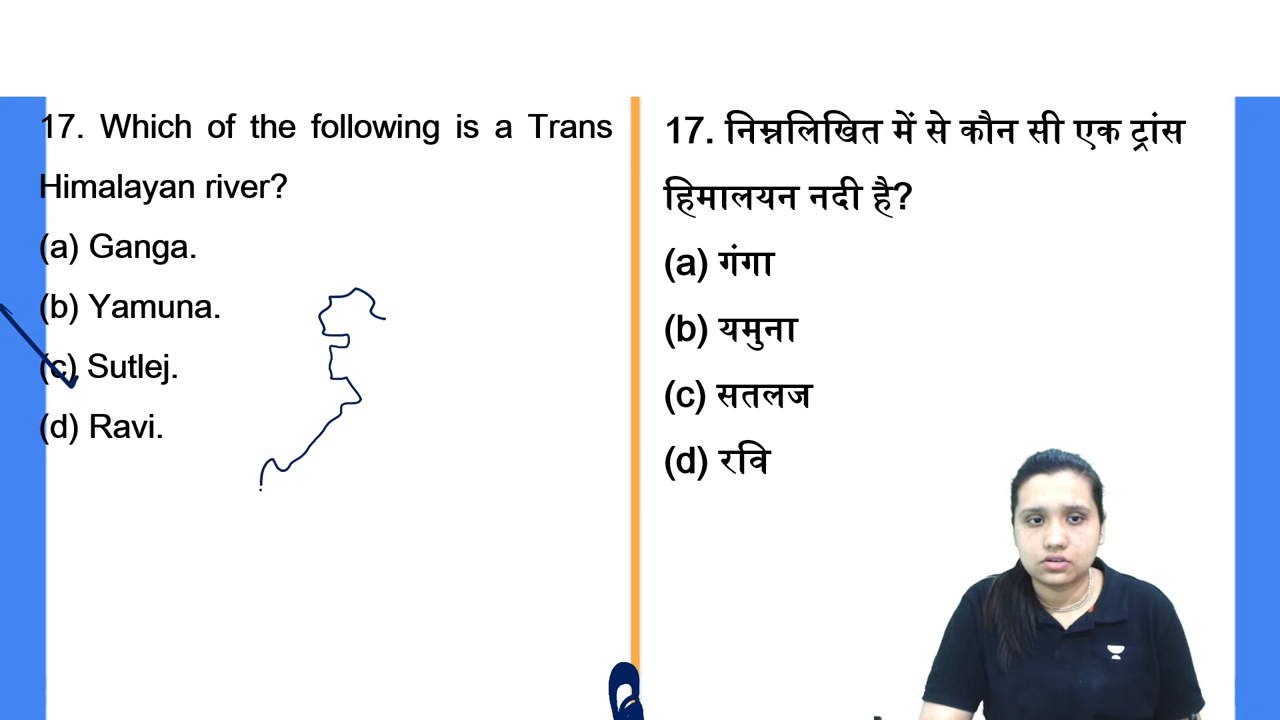 17. Which of the following is a Trans
Himalayan river?
(a) Ganga.
(b) Yamuna.
(c) Sutlej.
(d) Ravi.
17. निम्नलिखित में से कौन सी एक ट्रांस
हिमालयन नदी है?
(a) गंगा
(b) यमुना
(c) सतलज
(d) रवि